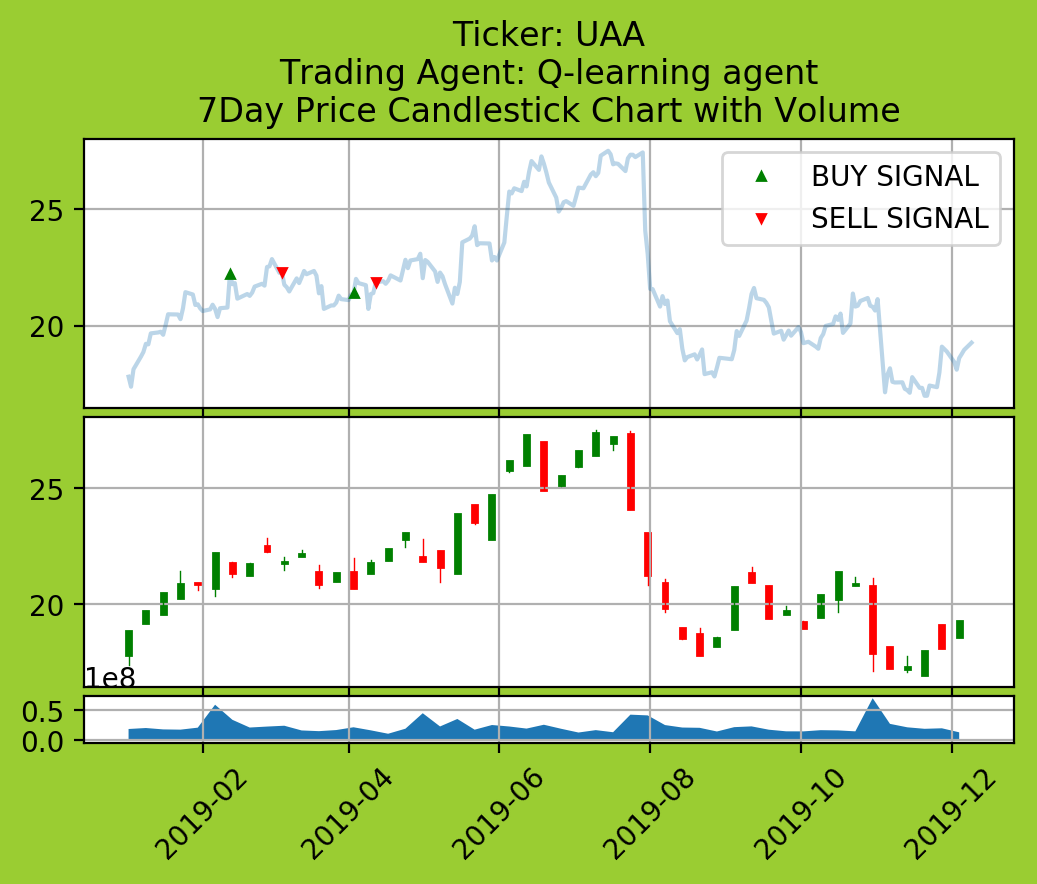 Ticker: UAA
Trading Agent: Q-learning agent
7Day Price Candlestick Chart with Volume
BUY SIGNAL
SELL SIGNAL
25
20
25
20
1e8
0.5
0.0
2019-02
2019-04
2019-06
2019-08
2019-10
2019-12